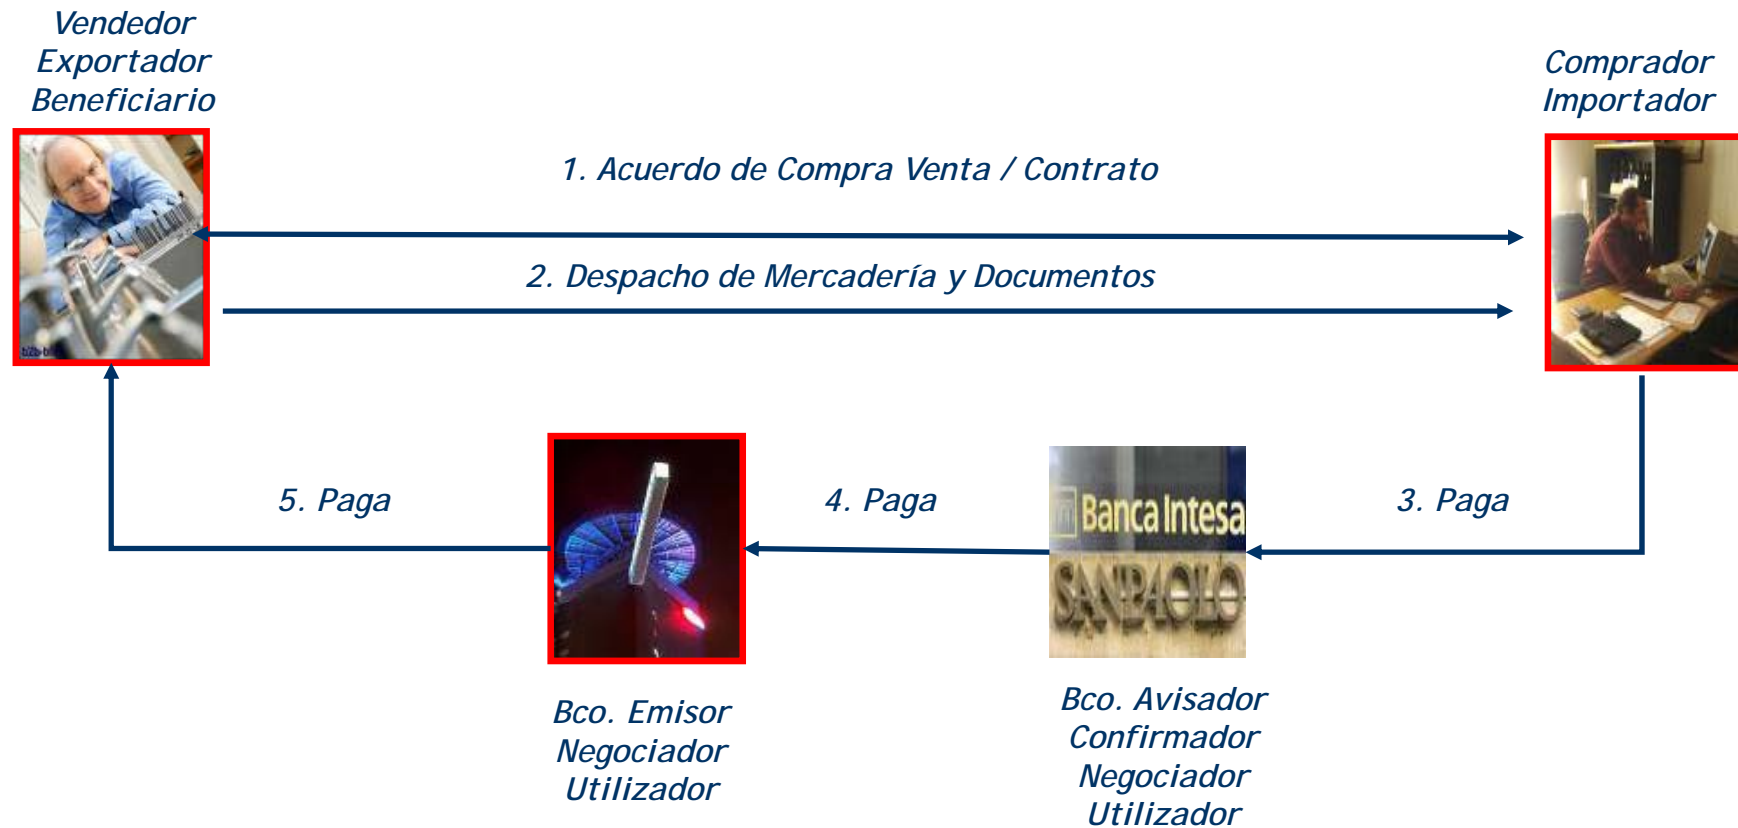 Vendedor
Exportador
Beneficiario
Comprador
Importador
1. Acuerdo de Compra Venta / Contrato
2. Despacho de Mercadería y Documentos
5. Paga
4. Paga
3. Paga
Banca Intesa
SANPAOLO
Bco. Emisor
Negociador
Utilizador
Bco. Avisador
Confirmador
Negociador
Utilizador